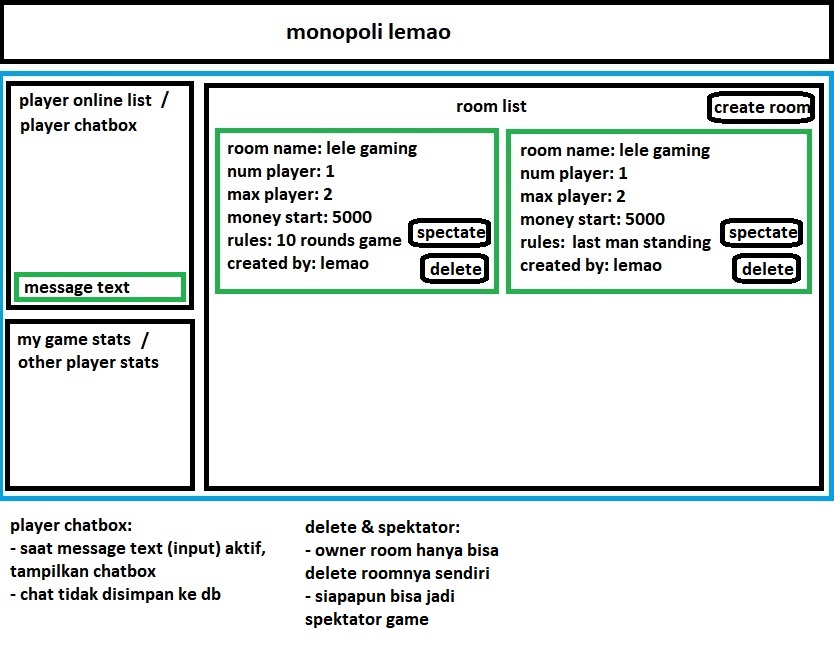 monopoli lemao
player online list /
player chatbox
message text
my game stats /
other player stats
room list
create room
room name: lele gaming
num player: 1
max player: 2
money start: 5000
rules: 10 rounds game
created by: lemao
spectate
delete
room name: lele gaming
num player: 1
max player: 2
money start: 5000
rules: last man standing
created by: lemao
spectate
delete
player chatbox:
- saat message text (input) aktif,
tampilkan chatbox
- chat tidak disimpan ke db
delete & spektator:
- owner room hanya bisa
delete roomnya sendiri
- siapapun bisa jadi
spektator game